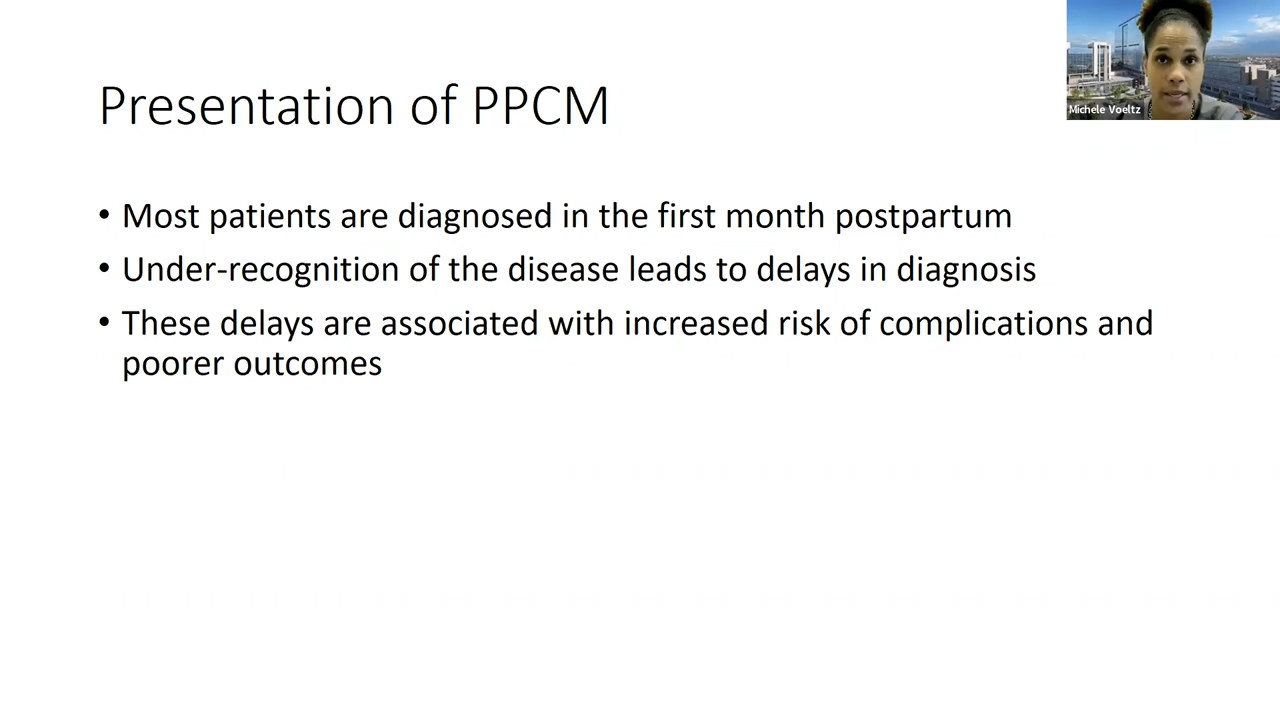 Presentation of PPCM
Michele Voeltz
• Most patients are diagnosed in the first month postpartum
• Under-recognition of the disease leads to delays in diagnosis
• These delays are associated with increased risk of complications and
poorer outcomes